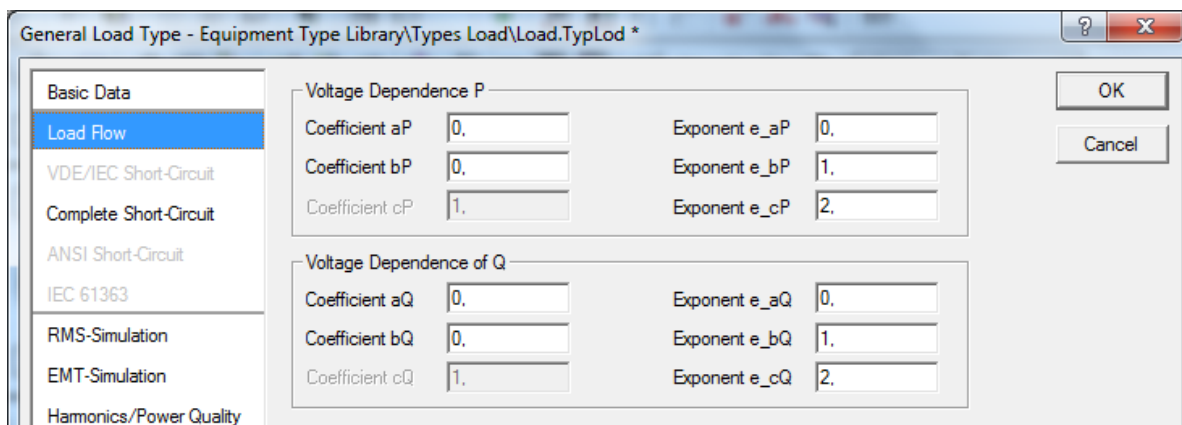 General Load Type - Equipment Type Library\Types Load\Load.TypLod *
?
X
Basic Data
Load Flow
VDE/IEC Short-Circuit
Complete Short-Circuit
ANSI Short-Circuit
IEC 61363
RMS-Simulation
EMT-Simulation
Harmonics/Power Quality
Voltage Dependence P
Coefficient aP 0, Exponent e_aP 0,
Coefficient bP 0, Exponent e_bP 1,
Coefficient cP 1, Exponent e_cP 2,
Voltage Dependence of Q
Coefficient aQ 0, Exponent e_aQ 0,
Coefficient bQ 0, Exponent e_bQ 1,
Coefficient cQ 1, Exponent e_cQ 2,
OK
Cancel